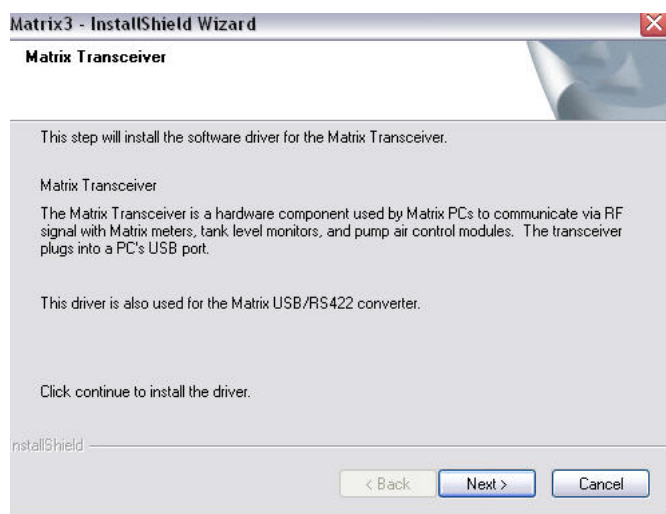 Matrix3 - InstallShield Wizard
Matrix Transceiver
This step will install the software driver for the Matrix Transceiver.
Matrix Transceiver
The Matrix Transceiver is a hardware component used by Matrix PCs to communicate via RF
signal with Matrix meters, tank level monitors, and pump air control modules. The transceiver
plugs into a PC's USB port.
This driver is also used for the Matrix USB/RS422 converter.
Click continue to install the driver.
nstallShield
< Back Next > Cancel